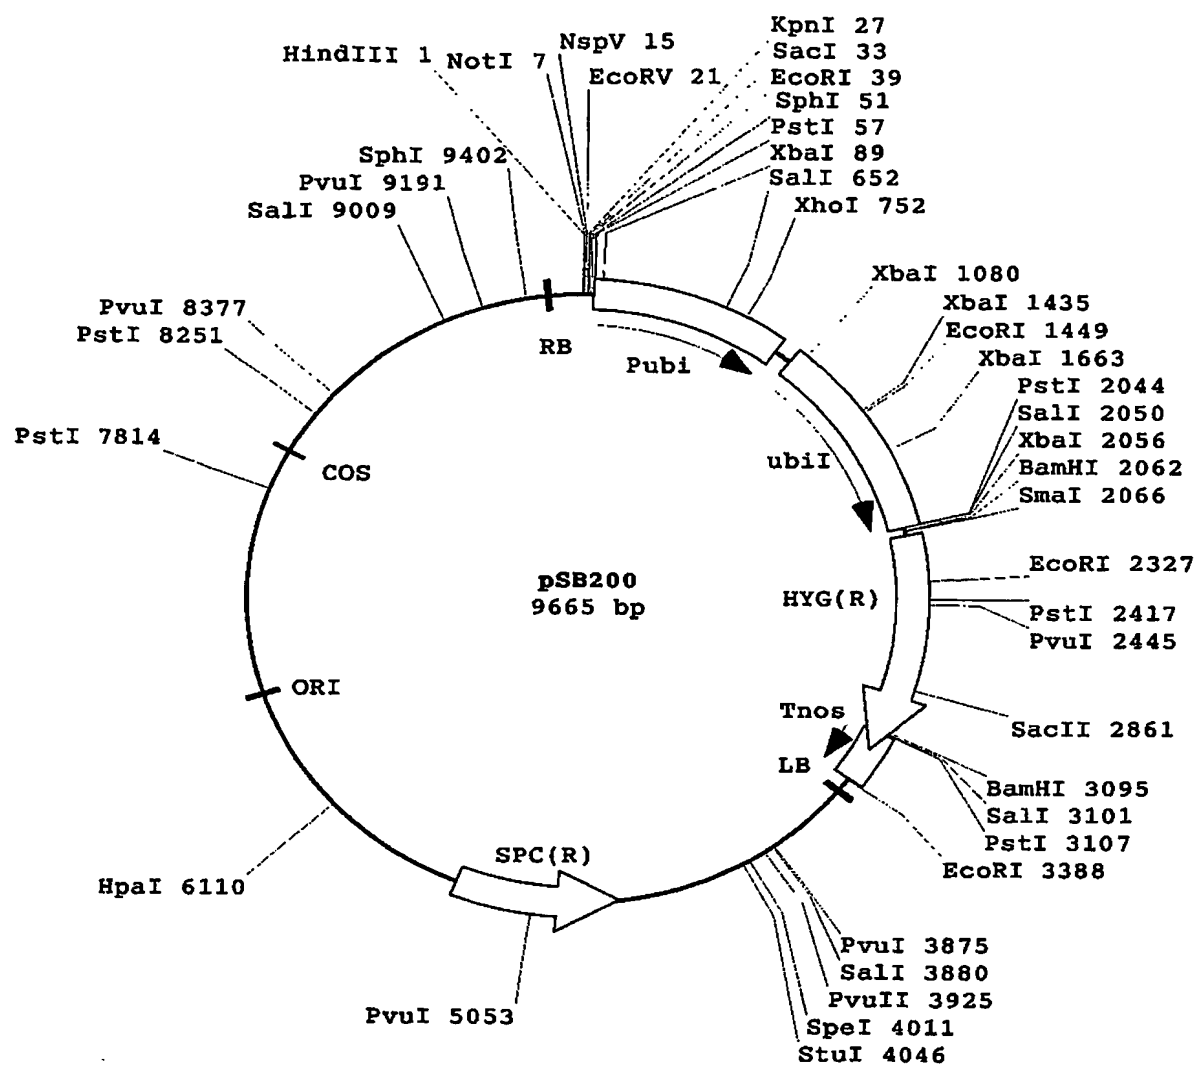 HindIII 1
NotI 7
NspV 15
EcoRV 21
KpnI 27
SacI 33
EcoRI 39
SphI 51
PstI 57
XbaI 89
SalI 652
XhoI 752
XbaI 1080
XbaI 1435
EcoRI 1449
XbaI 1663
PstI 2044
SalI 2050
XbaI 2056
BamHI 2062
SmaI 2066
EcoRI 2327
PstI 2417
PvuI 2445
SacII 2861
BamHI 3095
SalI 3101
PstI 3107
EcoRI 3388
PvuI 3875
SalI 3880
PvuII 3925
SpeI 4011
StuI 4046
PvuI 5053
HpaI 6110
PstI 7814
PstI 8251
PvuI 8377
SalI 9009
PvuI 9191
SphI 9402
RB
Pubi
ubiI
HYG(R)
Tnos
LB
SPC(R)
ORI
COS
pSB200
9665 bp